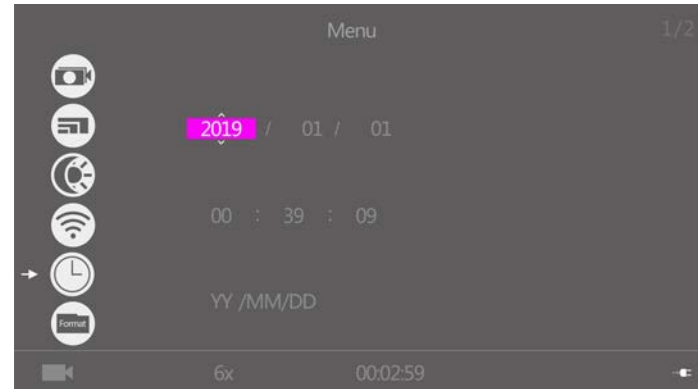 Menu 1/2
2019 / 01 / 01
00 : 39 : 09
YY /MM/DD
Format
6x 00:02:59